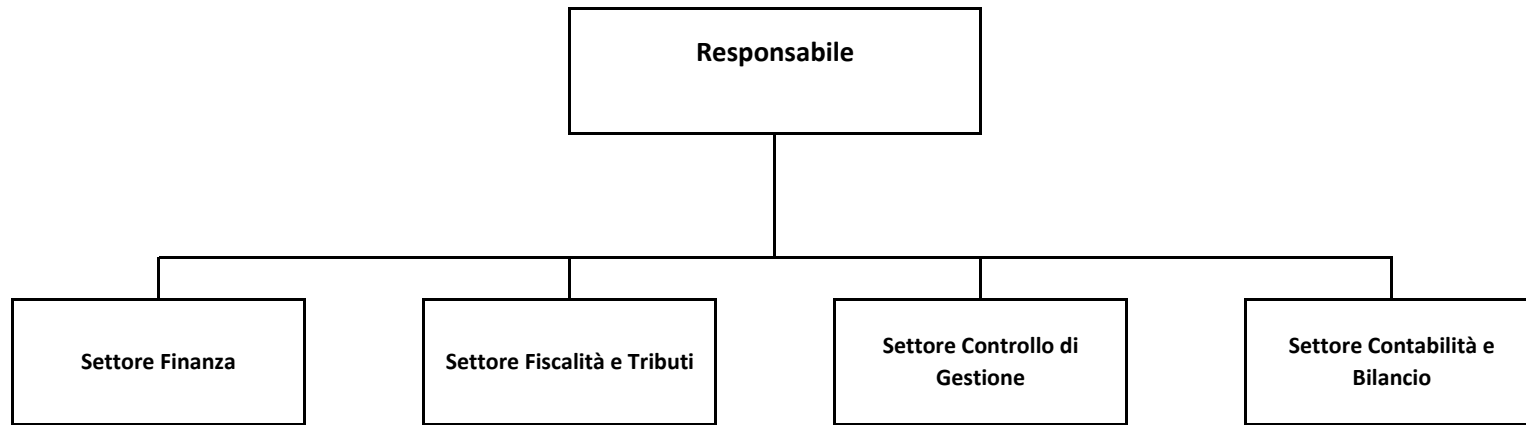 Responsabile
Settore Finanza
Settore Fiscalità e Tributi
Settore Controllo di
Gestione
Settore Contabilità e
Bilancio